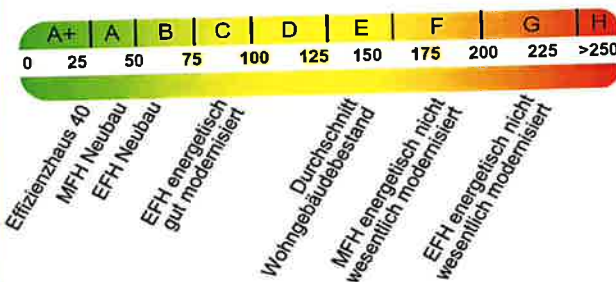 A+ A B C D E F G H
0 25 50 75 100 125 150 175 200 225 >250
Effizienzhaus 40
MFH Neubau
EFH Neubau
EFH energetisch
gut modernisiert
Durchschnitt
Wohngebäudebestand
MFH energetisch nicht
wesentlich modernisiert
EFH energetisch nicht
wesentlich modernisiert